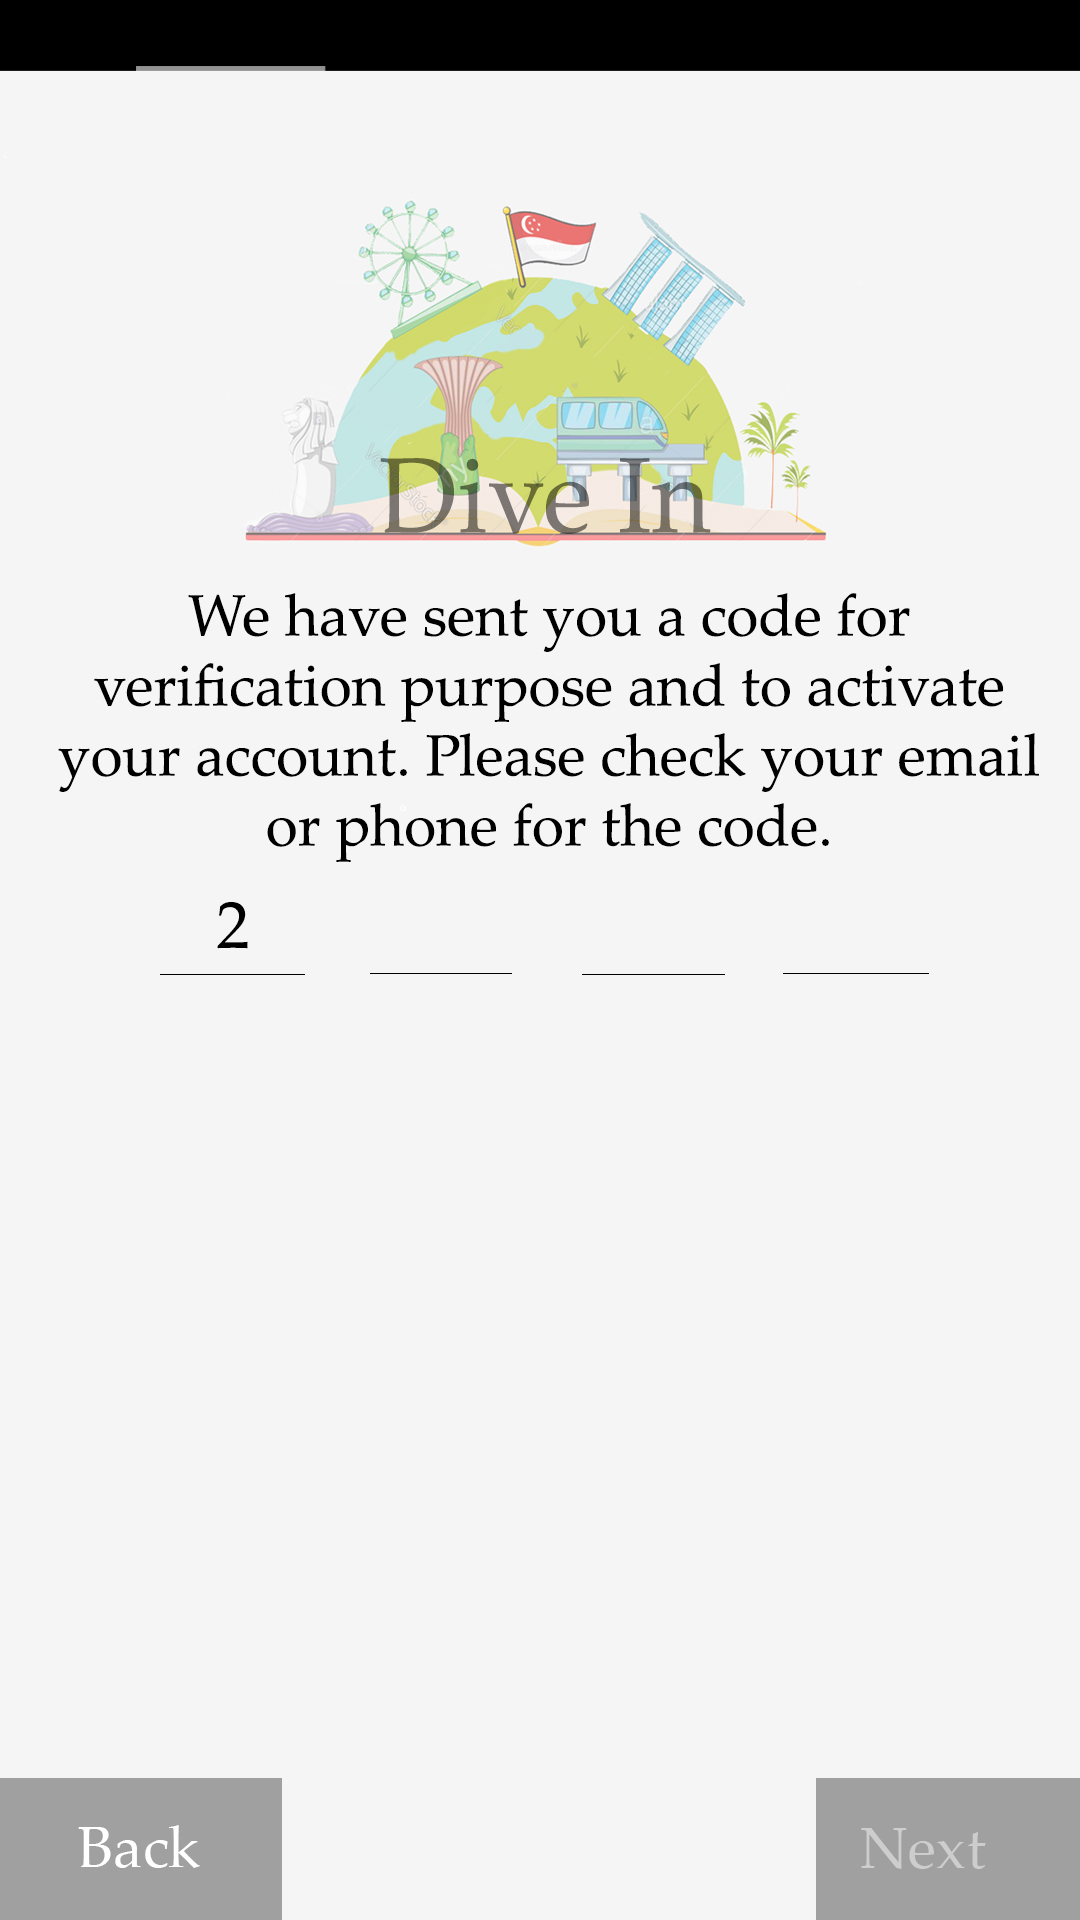 Dive In
We have sent you a code for
verification purpose and to activate
your account. Please check your email
or phone for the code.
2
Back
Next